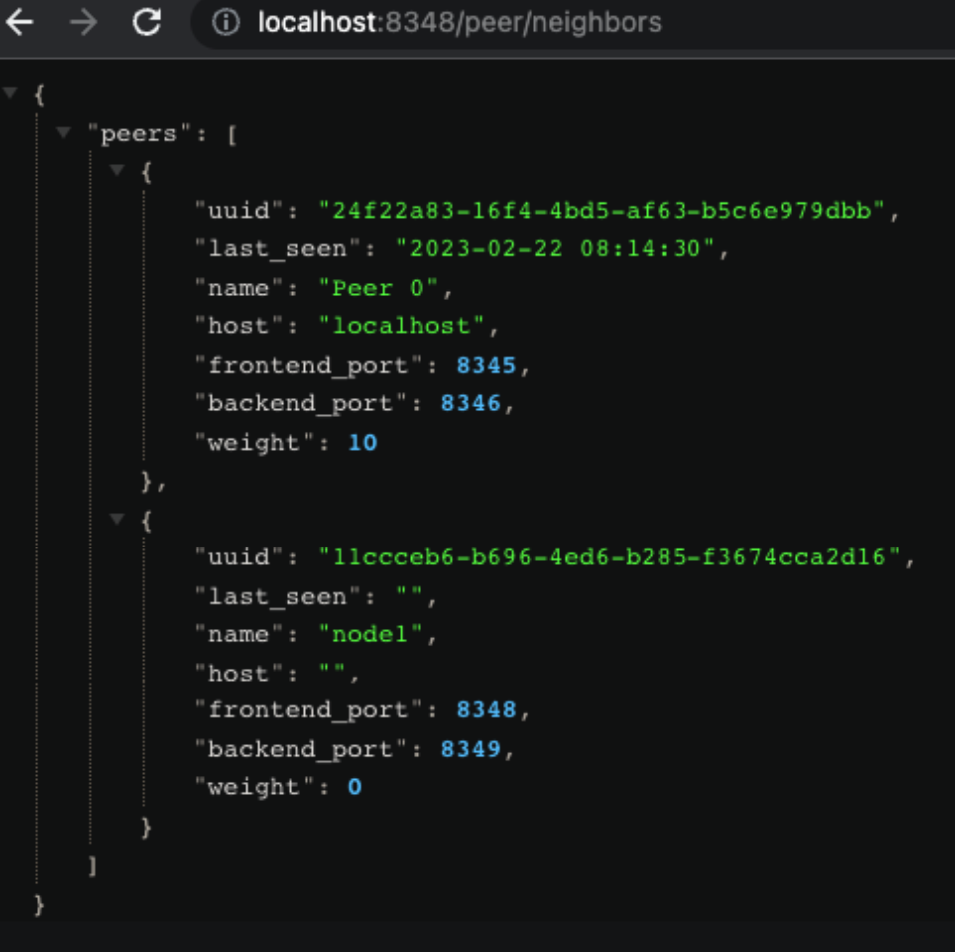 localhost:8348/peer/neighbors
{
"peers": [
{
"uuid": "24f22a83-16f4-4bd5-af63-b5c6e979dbb",
"last_seen": "2023-02-22 08:14:30",
"name": "Peer 0",
"host": "localhost",
"frontend_port": 8345,
"backend_port": 8346,
"weight": 10
},
{
"uuid": "11ccceb6-b696-4ed6-b285-f3674cca2d16",
"last_seen": "",
"name": "node1",
"host": "",
"frontend_port": 8348,
"backend_port": 8349,
"weight": 0
}
]
}